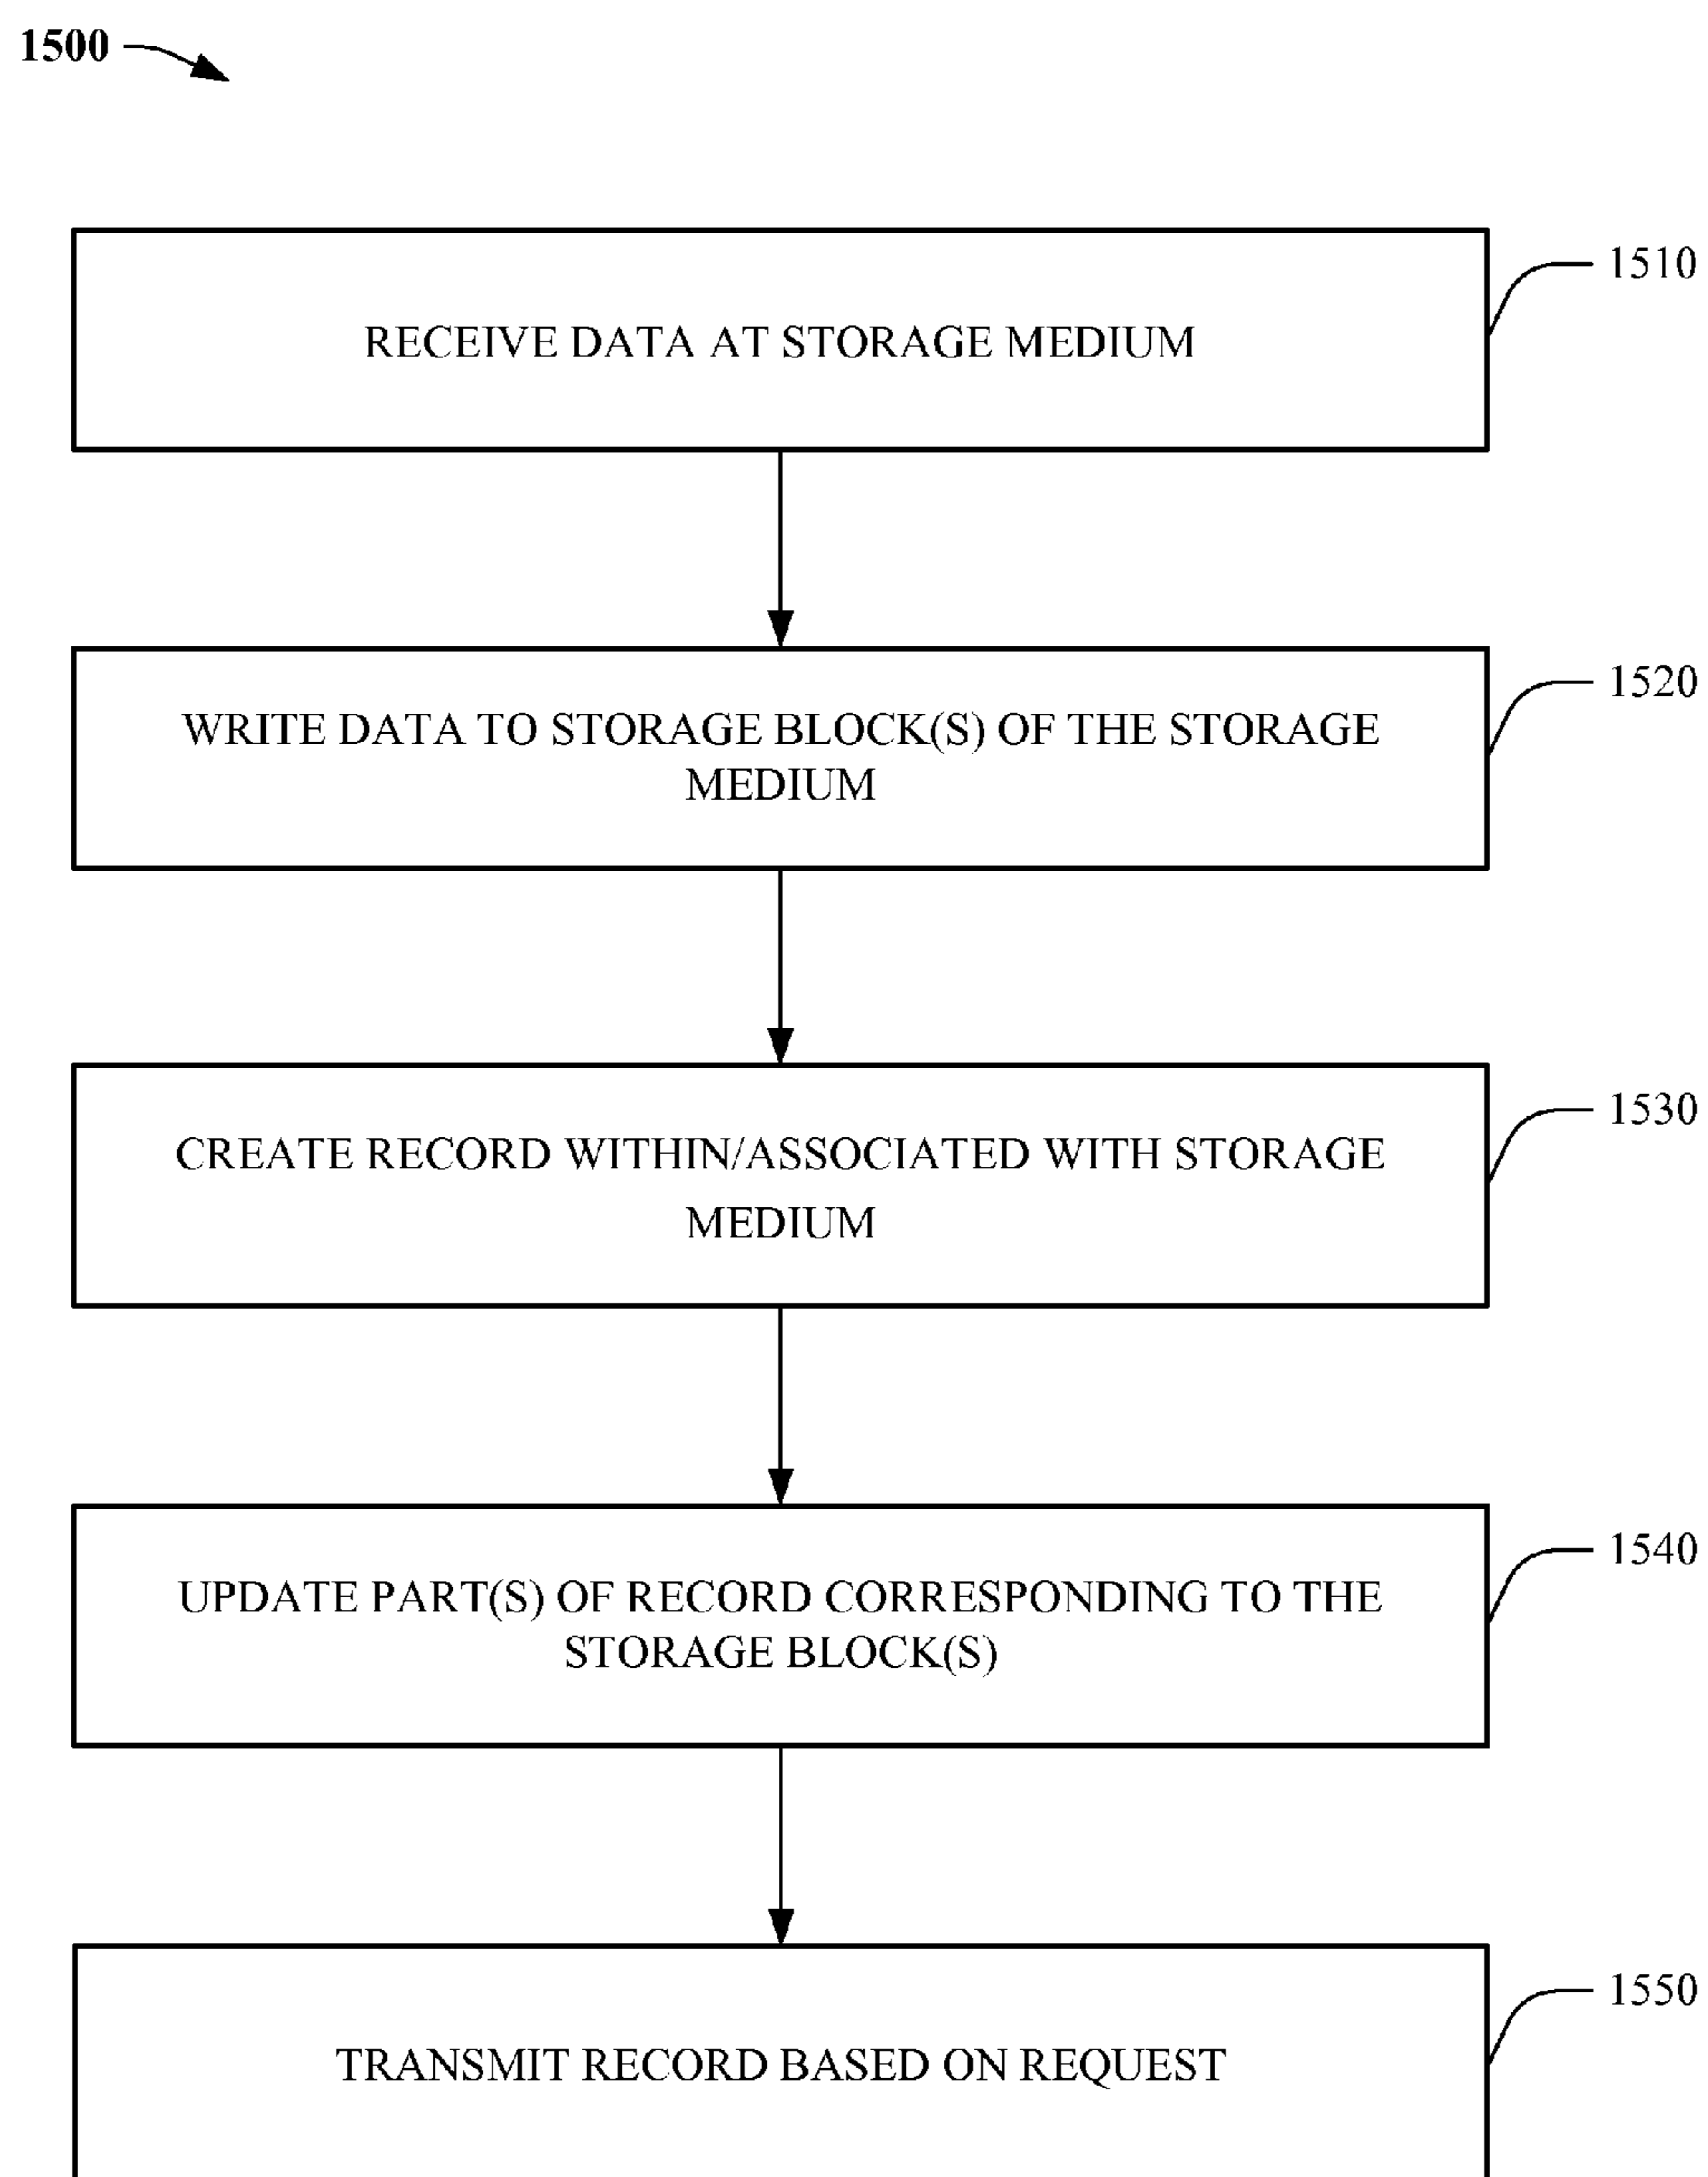 1500
RECEIVE DATA AT STORAGE MEDIUM
1510
WRITE DATA TO STORAGE BLOCK(S) OF THE STORAGE
MEDIUM
1520
CREATE RECORD WITHIN/ASSOCIATED WITH STORAGE
MEDIUM
1530
UPDATE PART(S) OF RECORD CORRESPONDING TO THE
STORAGE BLOCK(S)
1540
TRANSMIT RECORD BASED ON REQUEST
1550